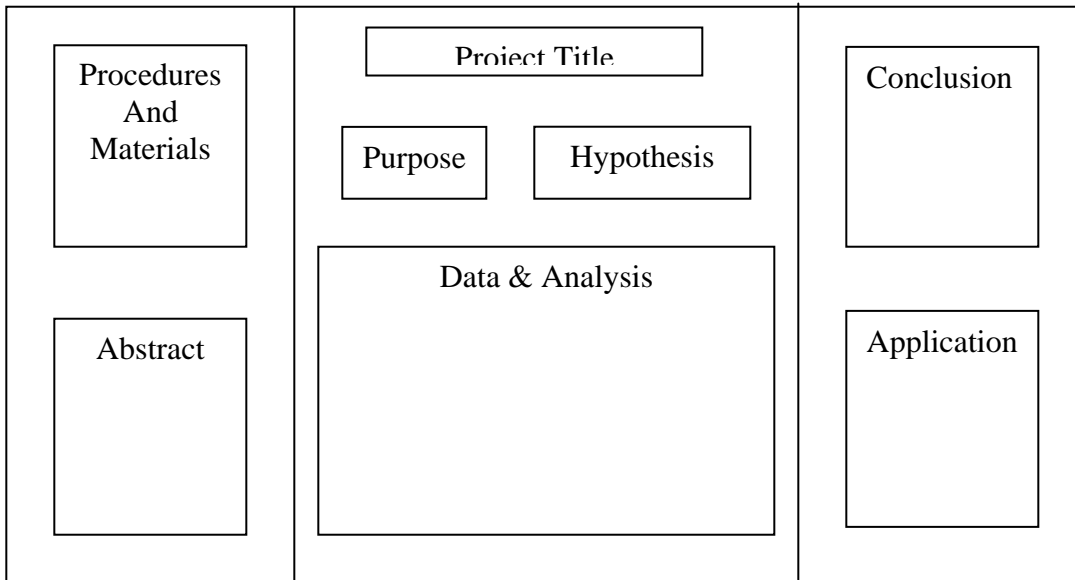 Procedures
And
Materials
Abstract
Project Title
Purpose
Hypothesis
Data & Analysis
Conclusion
Application